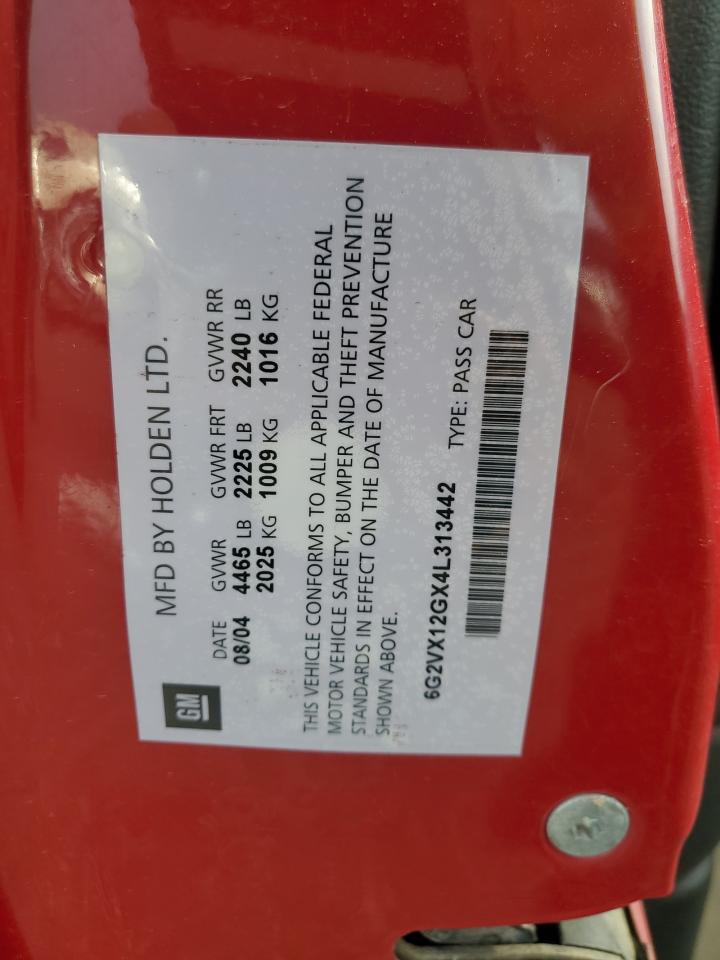 GM
MFD BY HOLDEN LTD.
DATE GVWR GVWR FRT GVWR RR
08/04 4465 LB 2225 LB 2240 LB
2025 KG 1009 KG 1016 KG
THIS VEHICLE CONFORMS TO ALL APPLICABLE FEDERAL
MOTOR VEHICLE SAFETY, BUMPER AND THEFT PREVENTION
STANDARDS IN EFFECT ON THE DATE OF MANUFACTURE
SHOWN ABOVE.
6G2VX12GX4L313442 TYPE: PASS CAR